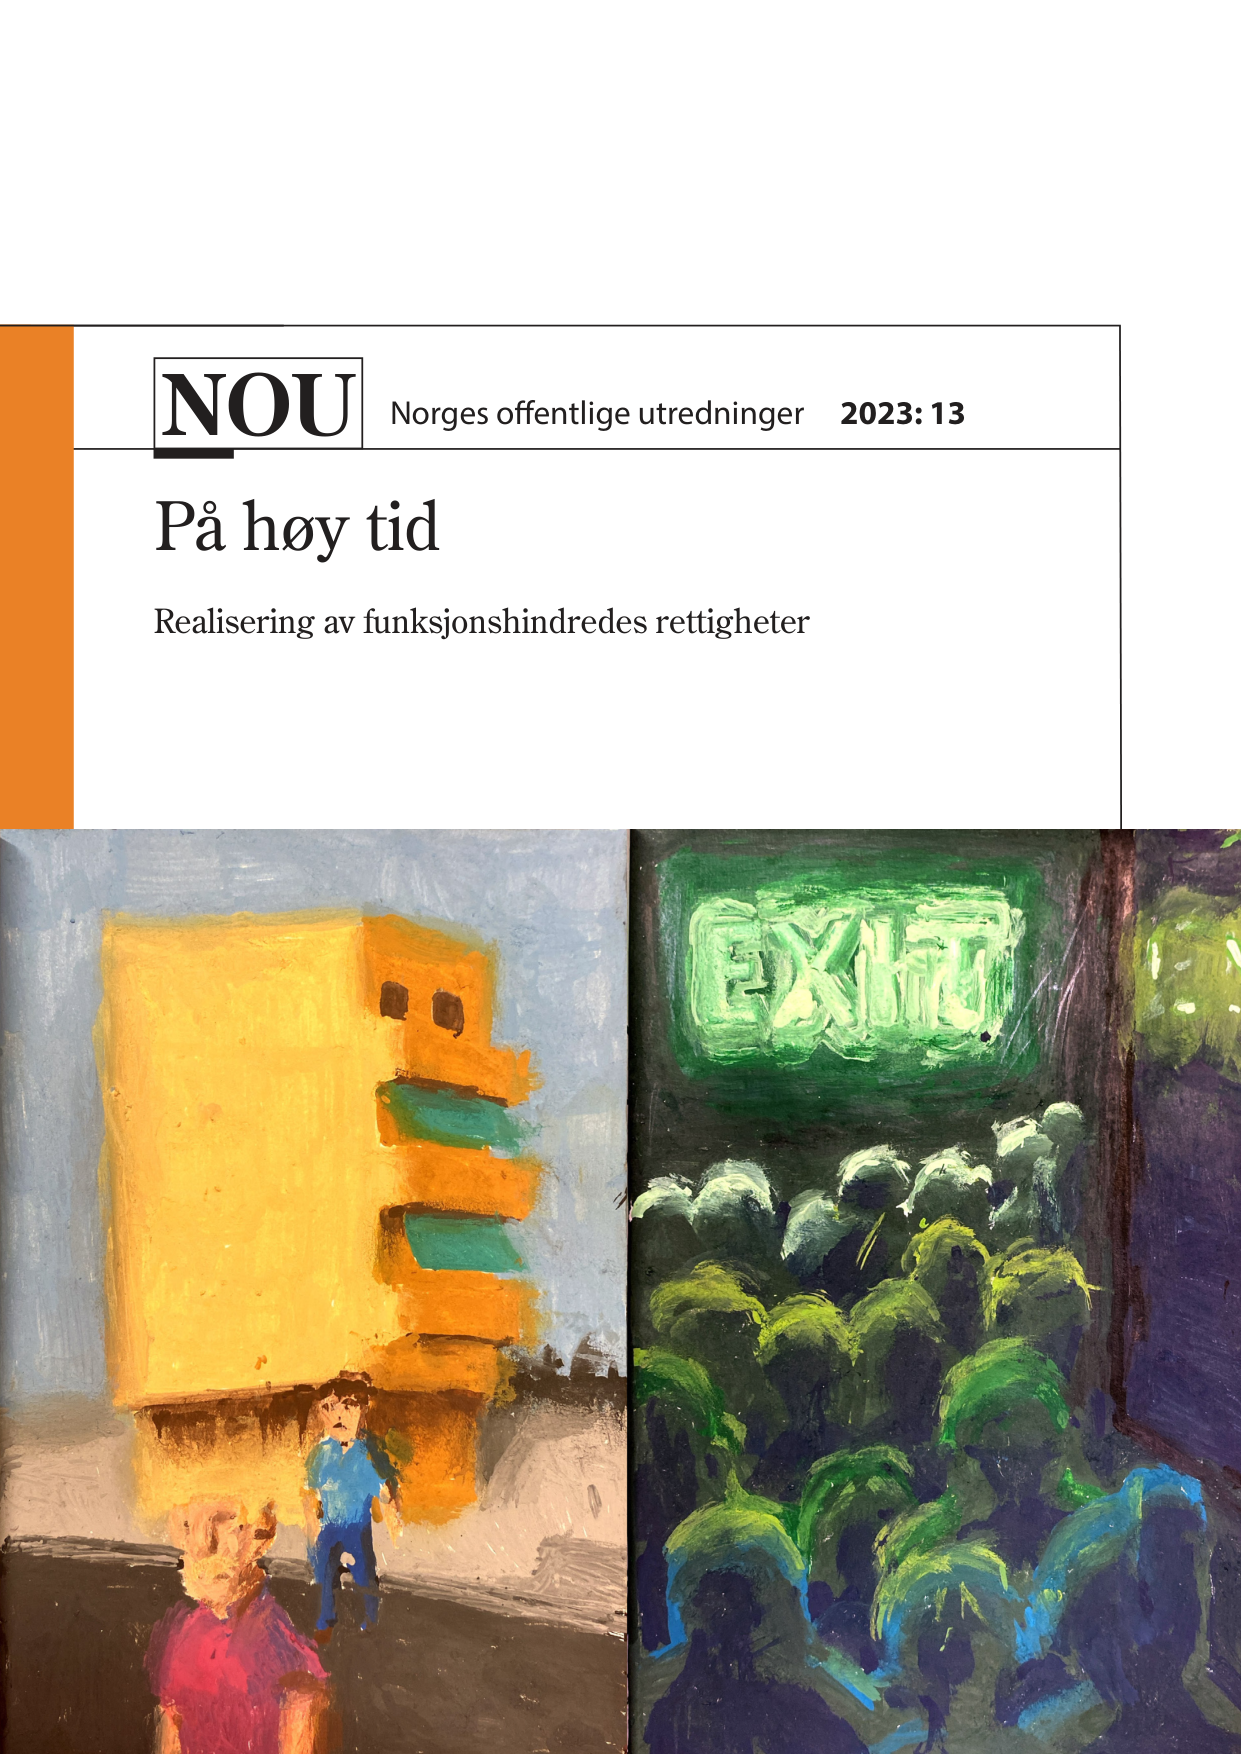 NOU Norges offentlige utredninger 2023: 13
På høy tid
Realisering av funksjonshindredes rettigheter
EXIT